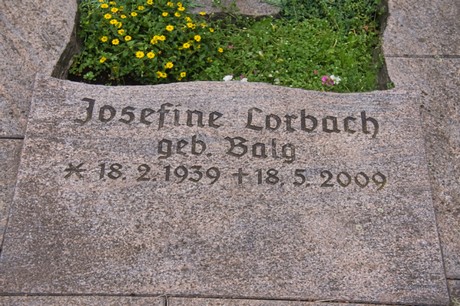 Josefine Lorbach
geb. Balg
* 18. 2. 1939 † 18. 5. 2009